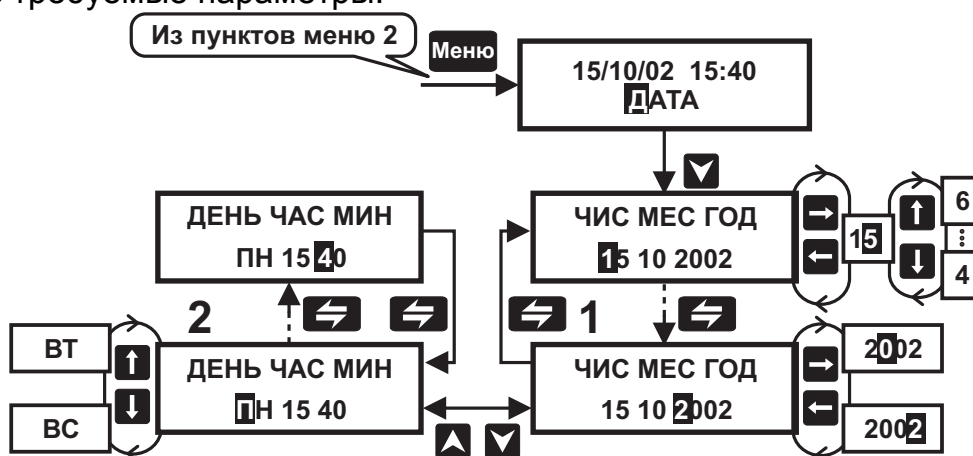 требуемые параметры.
Из пунктов меню 2
Меню
15/10/02 15:40
ДАТА
ДЕНЬ ЧАС МИН
ПН 15 40
ЧИС МЕС ГОД
15 10 2002
15
6
4
2
1
ВТ
ВС
ДЕНЬ ЧАС МИН
ПН 15 40
ЧИС МЕС ГОД
15 10 2002
2002
2002